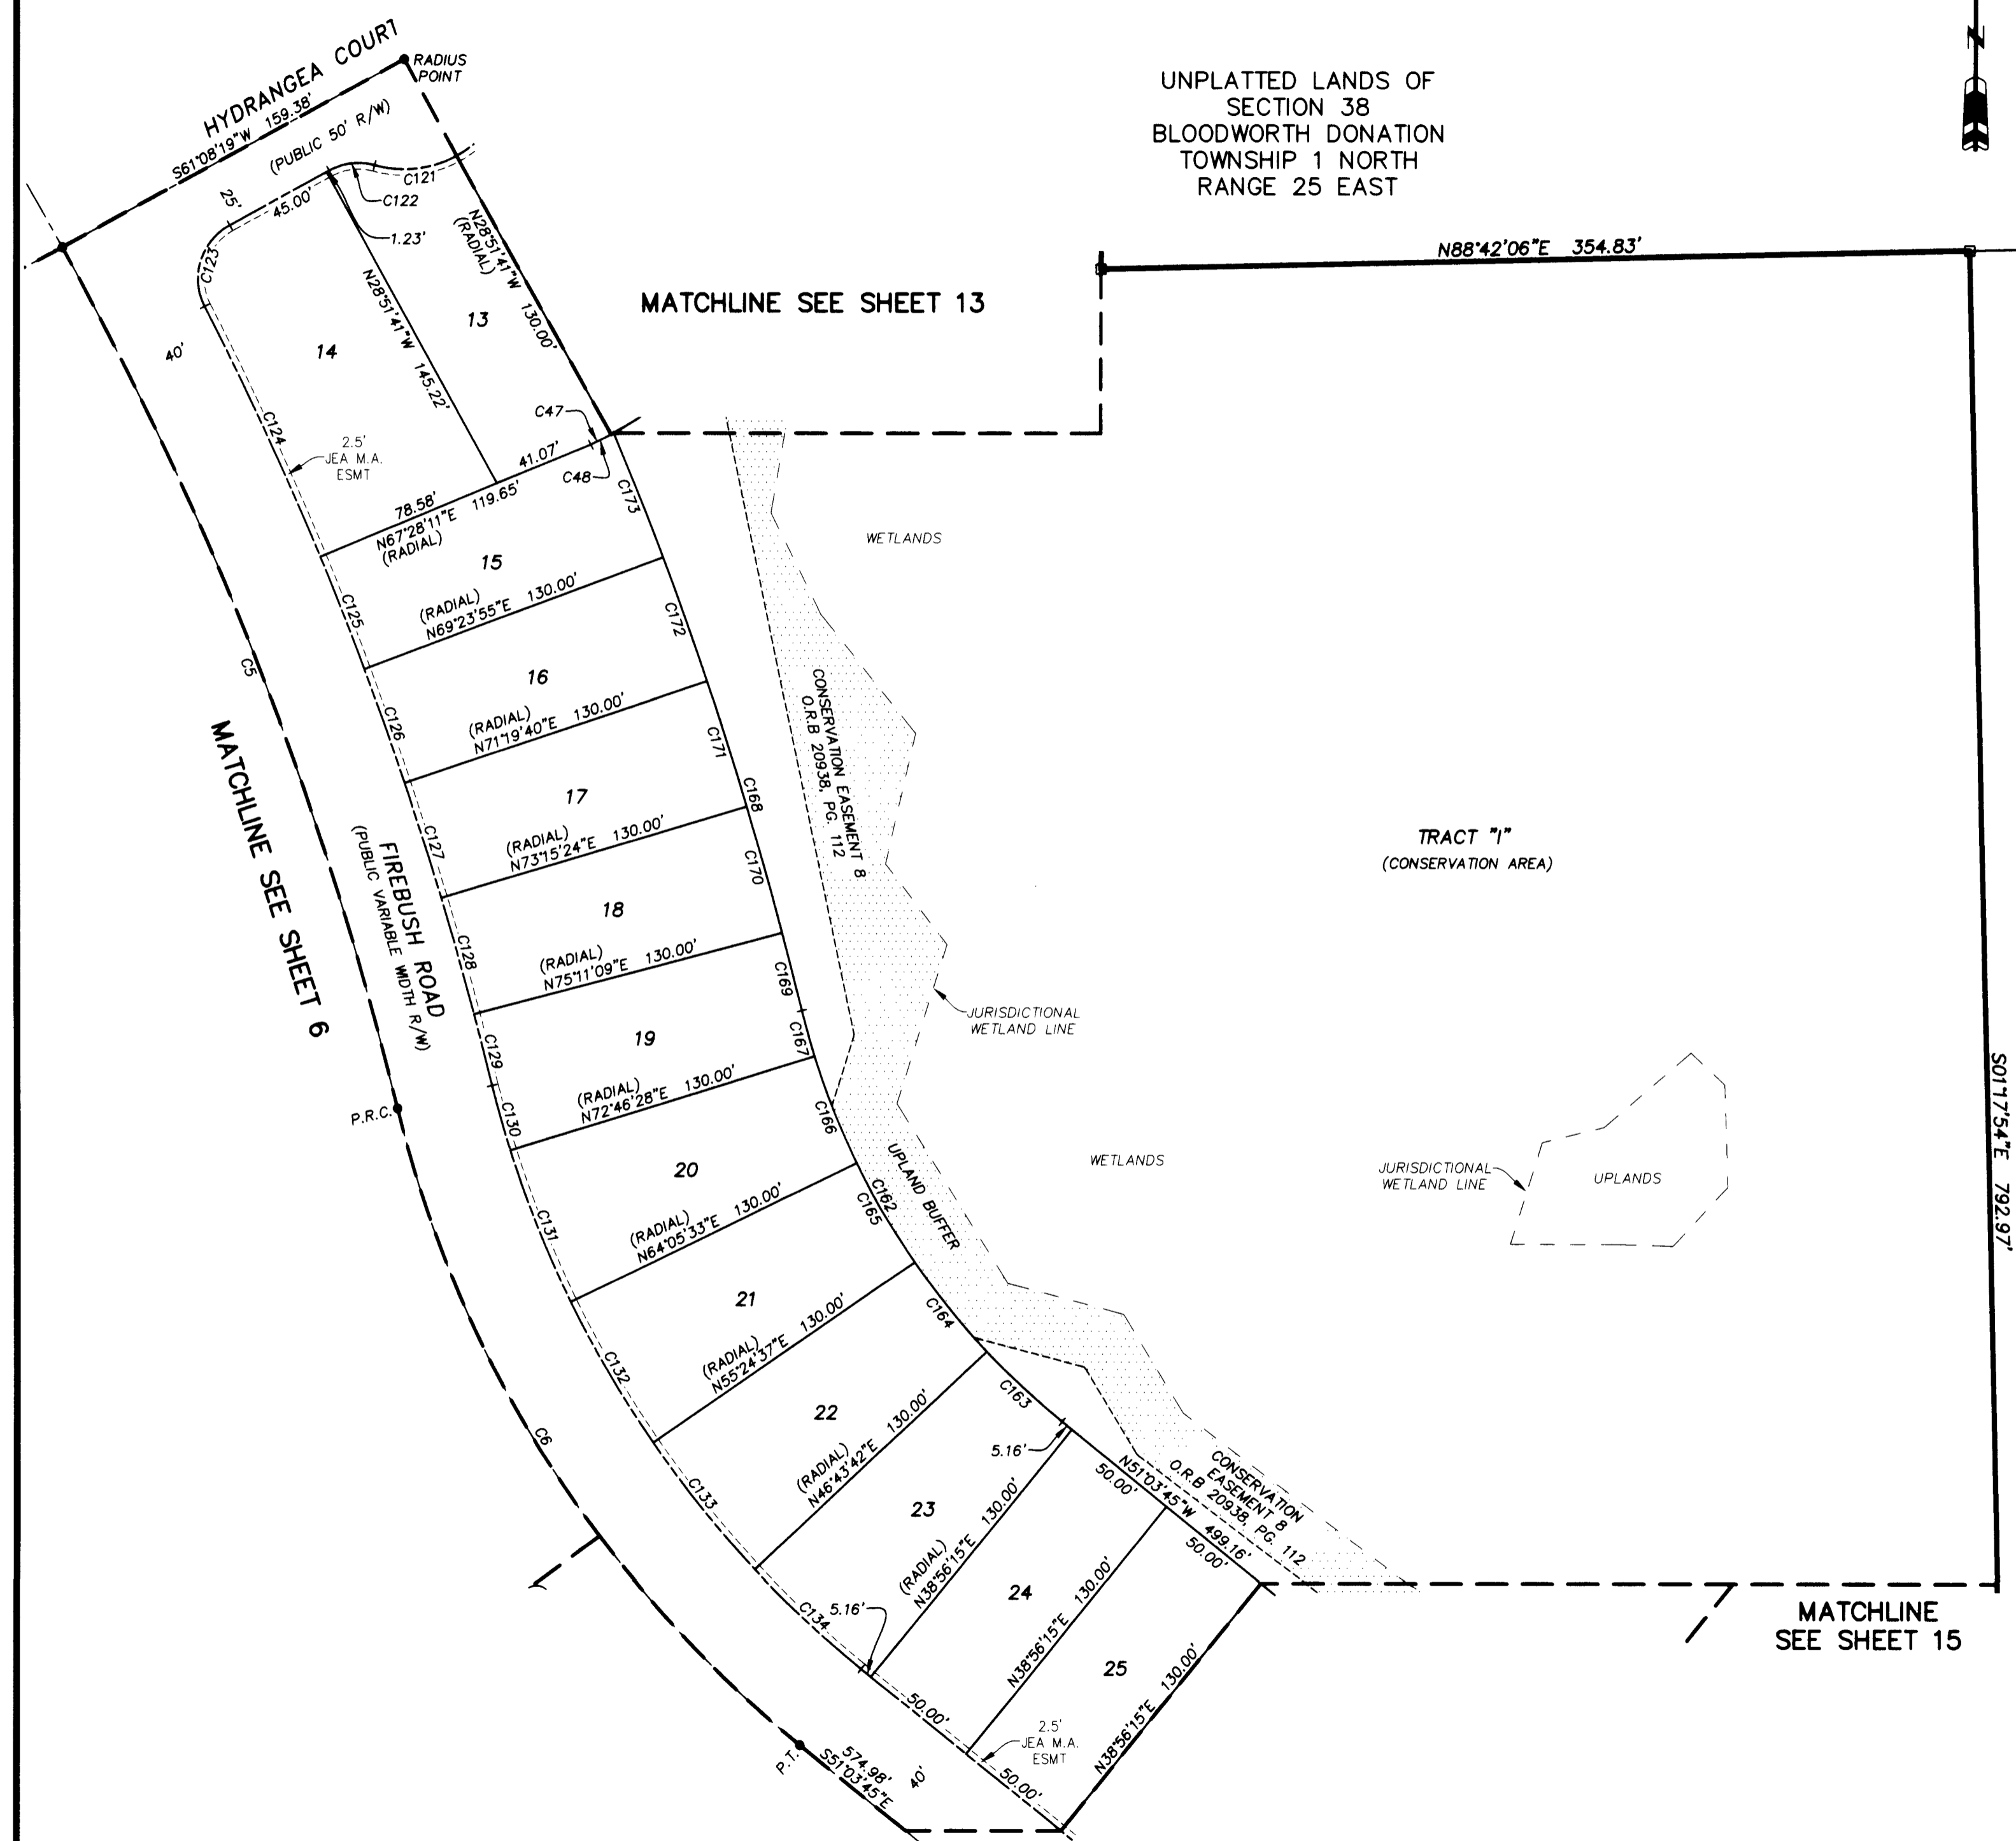 HYDRANGEA COURT
S61°08'19"W 159.38'
(PUBLIC 50' R/W)
RADIUS
POINT
N
UNPLATTED LANDS OF
SECTION 38
BLOODWORTH DONATION
TOWNSHIP 1 NORTH
RANGE 25 EAST
N88°42'06"E 354.83'
MATCHLINE SEE SHEET 13
25'
45.00'
C121
C122
1.23'
C123
N28°51'41"W 130.00'
(RADIAL)
13
N28°51'41"W 145.22'
14
40'
C124
2.5'
JEA M.A.
ESMT
C47
C48
41.07'
78.58'
N67°28'11"E 119.65'
(RADIAL)
C173
15
C125
(RADIAL)
N69°23'55"E 130.00'
C172
WETLANDS
16
C5
C126
(RADIAL)
N71°19'40"E 130.00'
C171
17
C168
C127
(RADIAL)
N73°15'24"E 130.00'
C170
CONSERVATION EASEMENT 8
O.R.B 20938, PG. 112
TRACT "I"
(CONSERVATION AREA)
MATCHLINE SEE SHEET 6
FIREBUSH ROAD
(PUBLIC VARIABLE WIDTH R/W)
18
C128
(RADIAL)
N75°11'09"E 130.00'
C169
JURISDICTIONAL
WETLAND LINE
19
C129
C167
(RADIAL)
N72°46'28"E 130.00'
P.R.C.
C130
C166
20
UPLAND BUFFER
WETLANDS
JURISDICTIONAL
WETLAND LINE
UPLANDS
S01°17'54"E 792.97'
C162
C165
C131
(RADIAL)
N64°05'33"E 130.00'
21
C164
C132
(RADIAL)
N55°24'37"E 130.00'
C163
22
C6
C133
(RADIAL)
N46°43'42"E 130.00'
5.16'
23
50.00'
N51°03'45"W 499.16'
50.00'
CONSERVATION
EASEMENT 8
O.R.B 20938, PG. 112
(RADIAL)
N38°56'15"E 130.00'
C134
5.16'
24
N38°56'15"E 130.00'
MATCHLINE
SEE SHEET 15
25
50.00'
2.5'
JEA M.A.
ESMT
N38°56'15"E 130.00'
P.T.
574.98'
S51°03'45"E
40'
50.00'